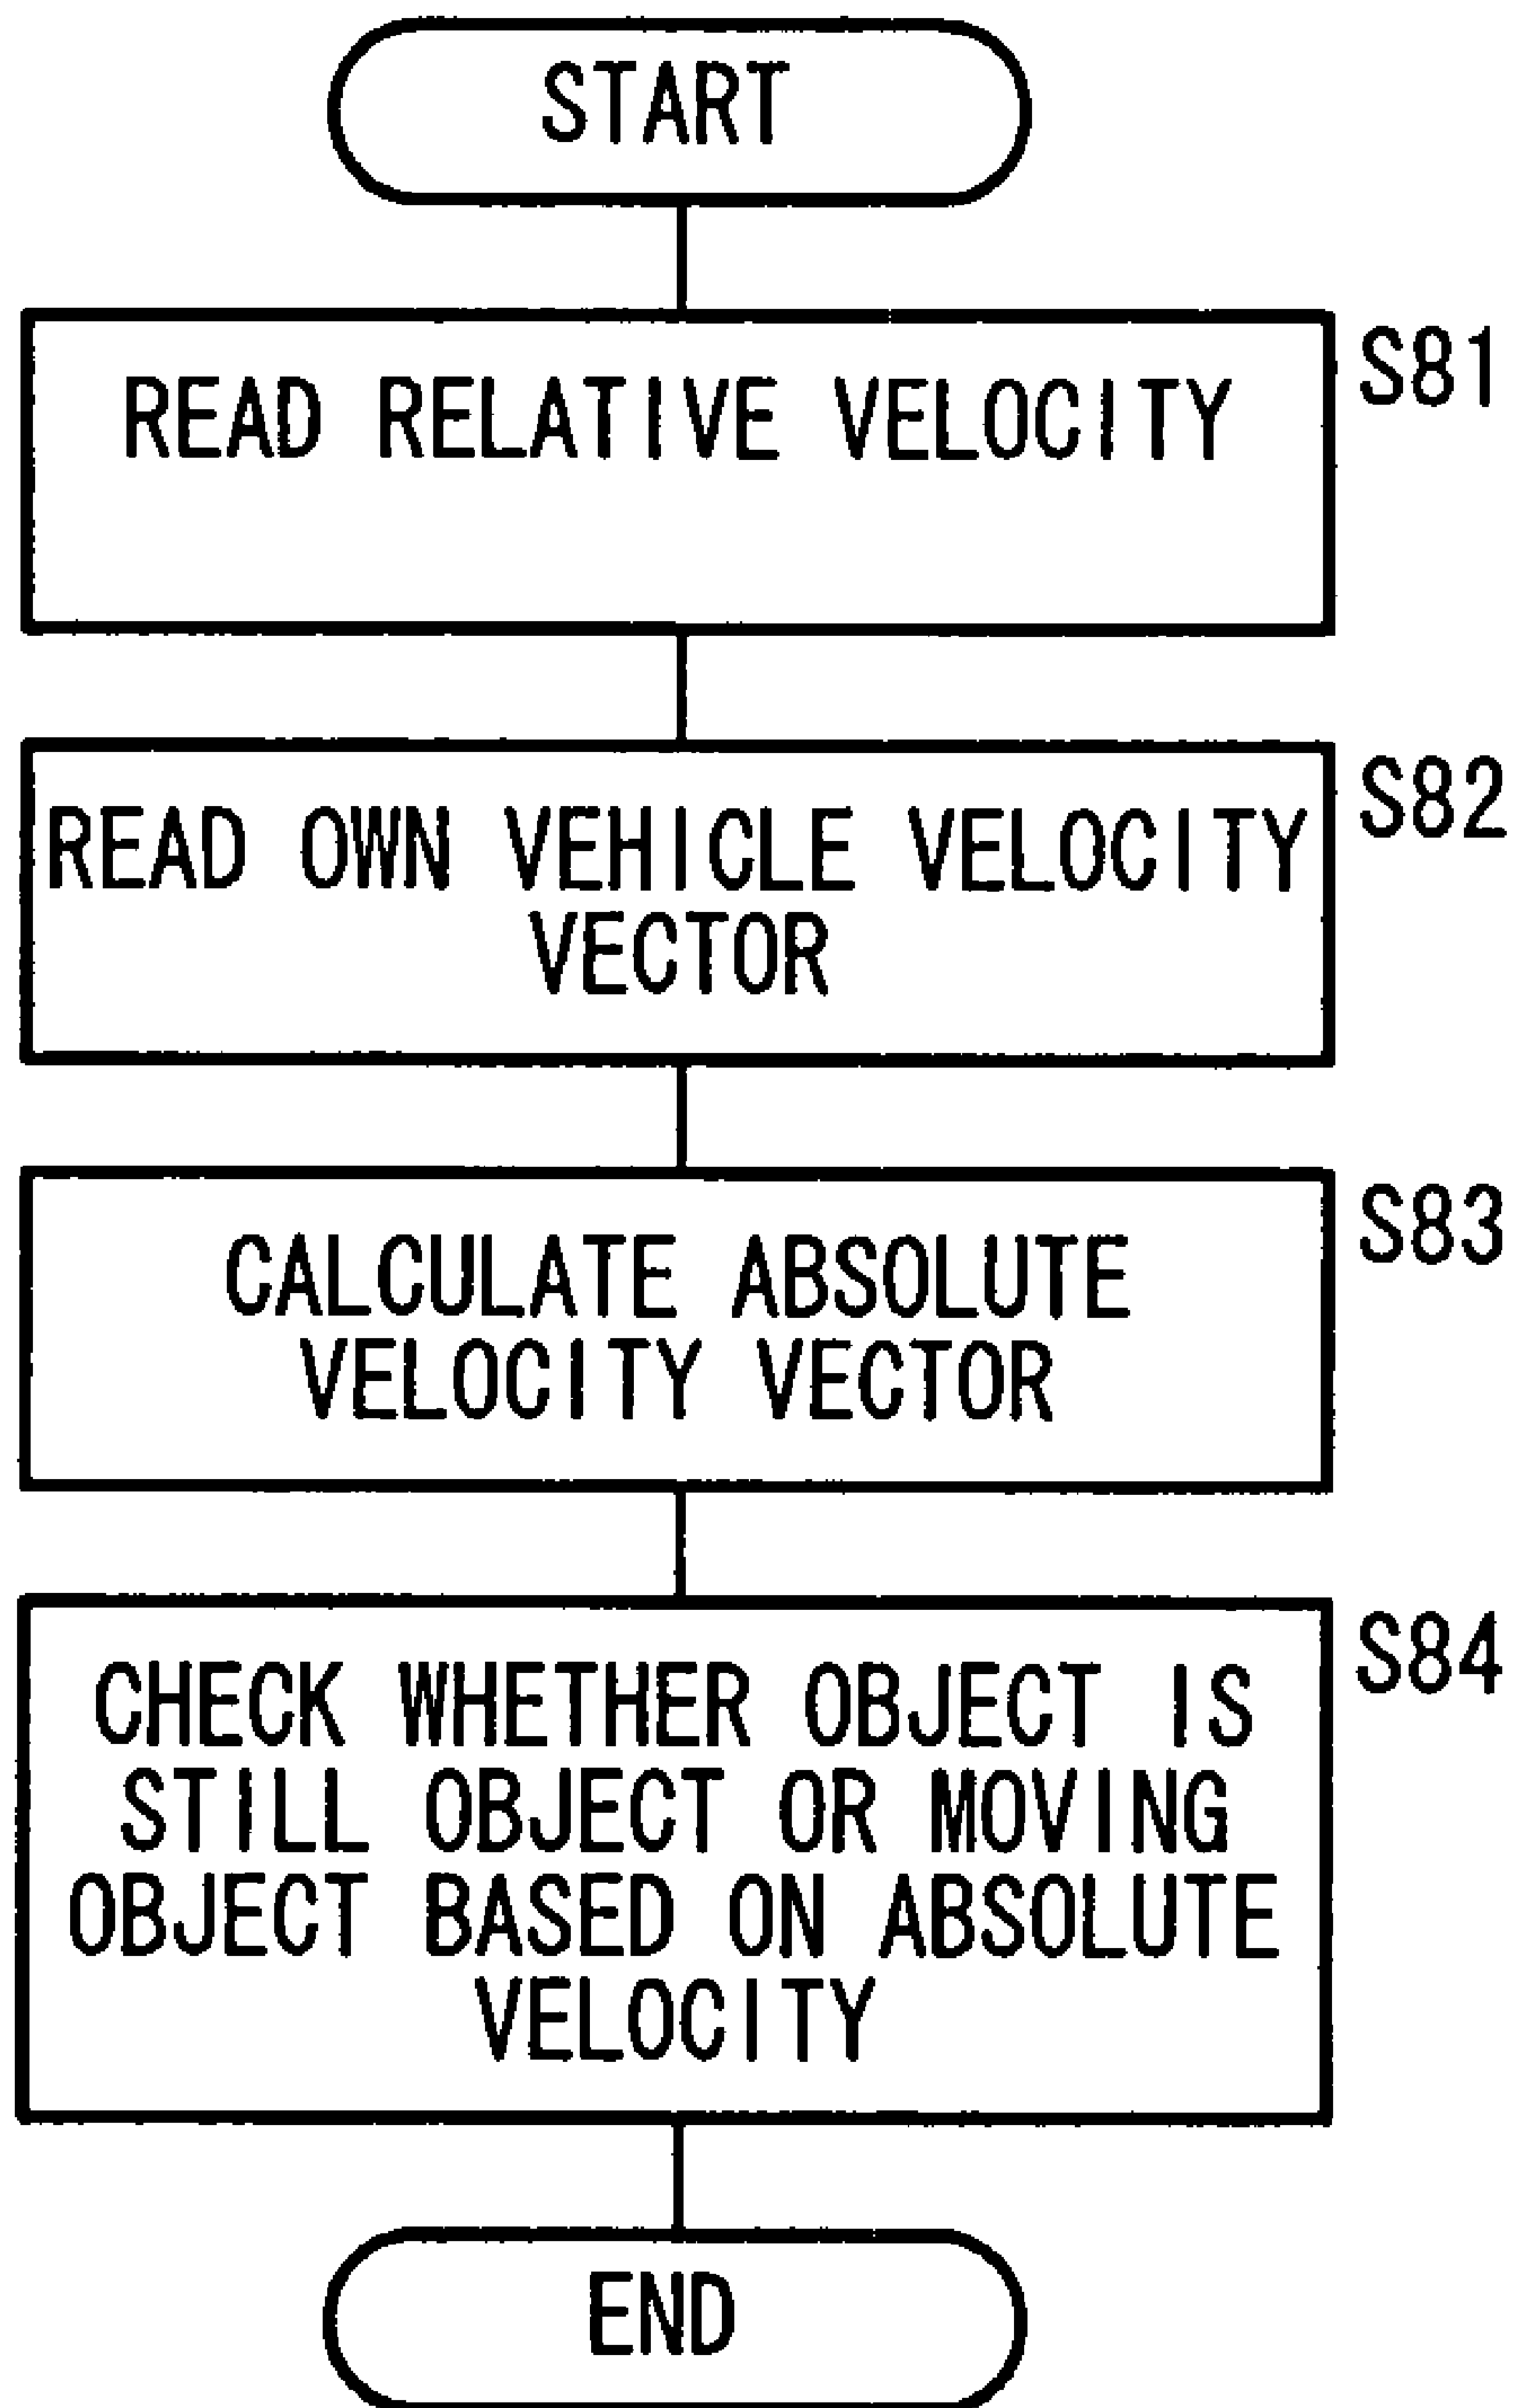 START
READ RELATIVE VELOCITY
S81
READ OWN VEHICLE VELOCITY
VECTOR
S82
CALCULATE ABSOLUTE
VELOCITY VECTOR
S83
CHECK WHETHER OBJECT IS
STILL OBJECT OR MOVING
OBJECT BASED ON ABSOLUTE
VELOCITY
S84
END